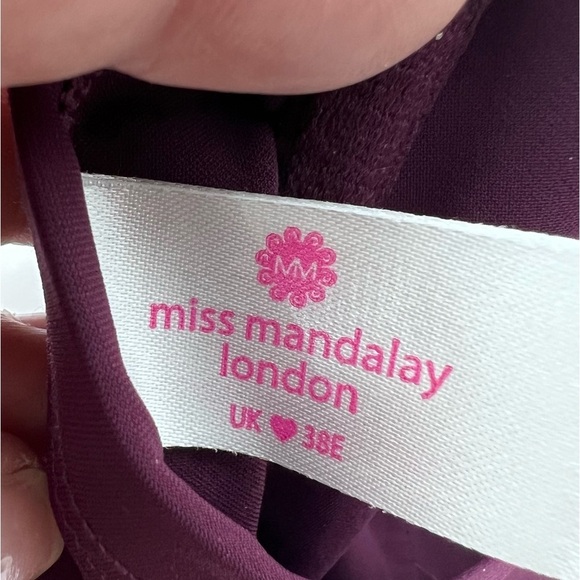 MM
miss mandalay
london
UK ♥ 38E